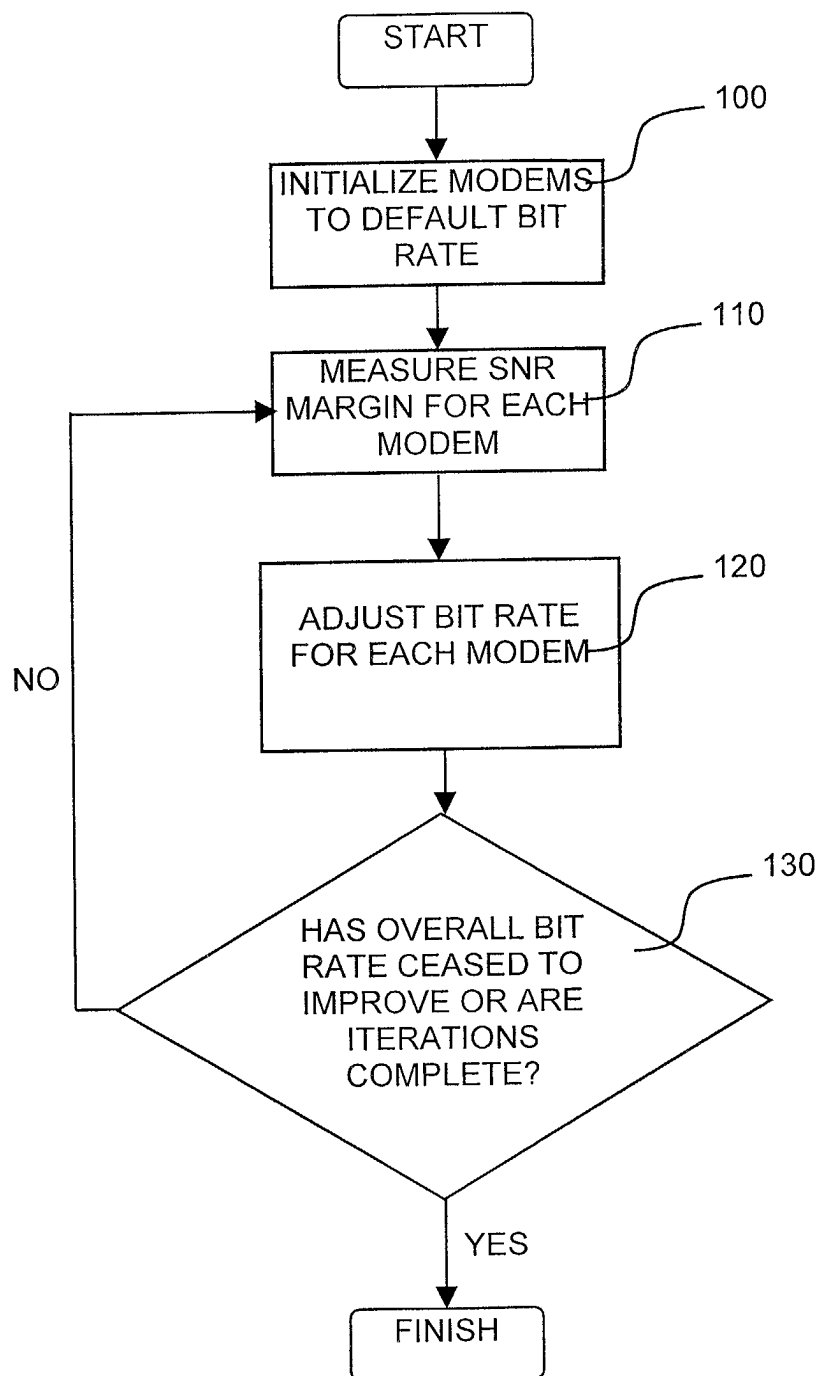 START
100
INITIALIZE MODEMS
TO DEFAULT BIT
RATE
110
MEASURE SNR
MARGIN FOR EACH
MODEM
120
ADJUST BIT RATE
FOR EACH MODEM
NO
130
HAS OVERALL BIT
RATE CEASED TO
IMPROVE OR ARE
ITERATIONS
COMPLETE?
YES
FINISH